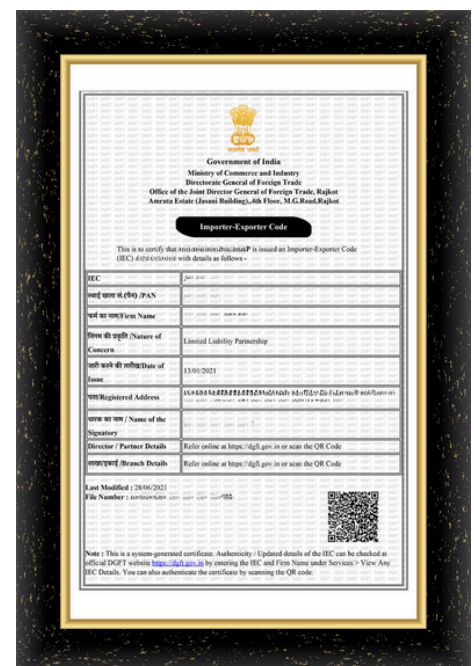 सत्यमेव जयते
Government of India
Ministry of Commerce and Industry
Directorate General of Foreign Trade
Office of the Joint Director General of Foreign Trade, Rajkot
Amruta Estate (Jasani Building),,4th Floor, M.G.Road,Rajkot
Importer-Exporter Code
This is to certify that is issued an Importer-Exporter Code
(IEC) with details as follows -
IEC
स्थाई खाता सं.(पैन) /PAN
फर्म का नाम/Firm Name
निगम की प्रकृति /Nature of
Concern
Limited Liability Partnership
जारी करने की तारीख/Date of
Issue
13/01/2021
पता/Registered Address
धारक का नाम / Name of the
Signatory
Director / Partner Details
Refer online at https://dgft.gov.in or scan the QR Code
शाखा/इकाई /Branch Details
Refer online at https://dgft.gov.in or scan the QR Code
Last Modified : 28/06/2021
File Number :
Note : This is a system-generated certificate. Authenticity / Updated details of the IEC can be checked at
official DGFT website https://dgft.gov.in by entering the IEC and Firm Name under Services > View Any
IEC Details. You can also authenticate the certificate by scanning the QR code.